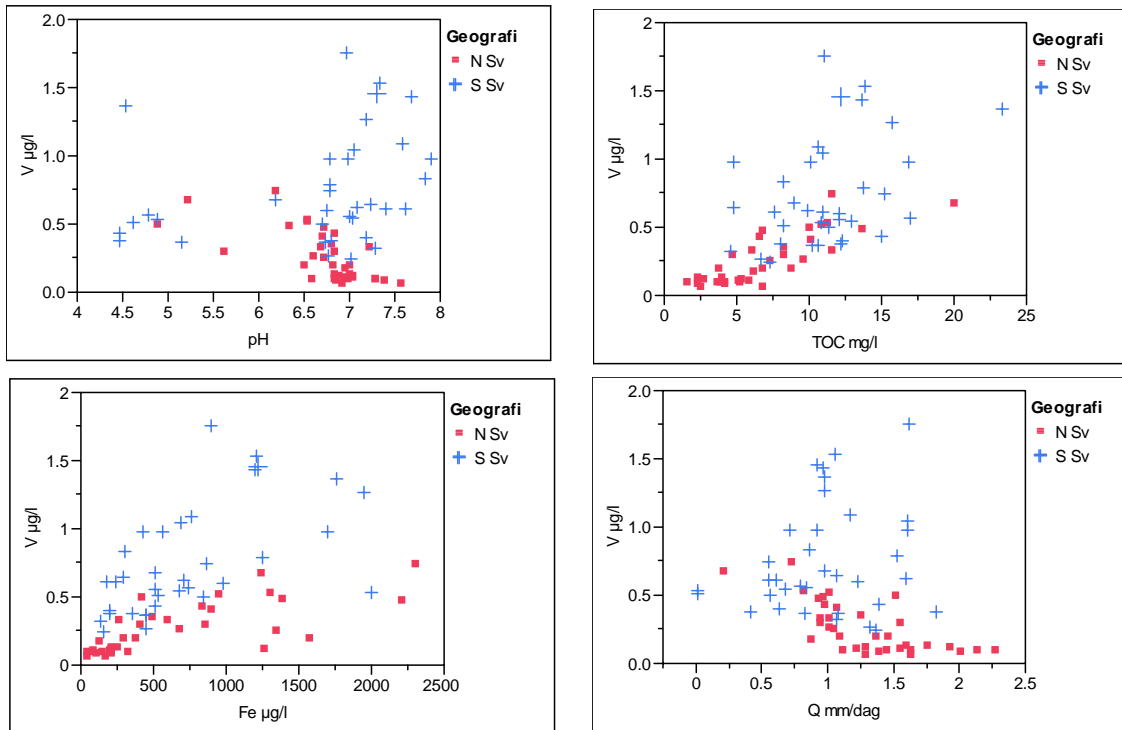 2.0
1.5
1.0
0.5
0.0
V µg/l
4 4.5 5 5.5 6 6.5 7 7.5 8
pH
Geografi
N Sv
S Sv
2
1.5
1
0.5
0
V µg/l
0 5 10 15 20 25
TOC mg/l
Geografi
N Sv
S Sv
2
1.5
1
0.5
0
V µg/l
0 500 1000 1500 2000 2500
Fe µg/l
Geografi
N Sv
S Sv
2.0
1.5
1.0
0.5
0.0
V µg/l
0 0.5 1 1.5 2 2.5
Q mm/dag
Geografi
N Sv
S Sv